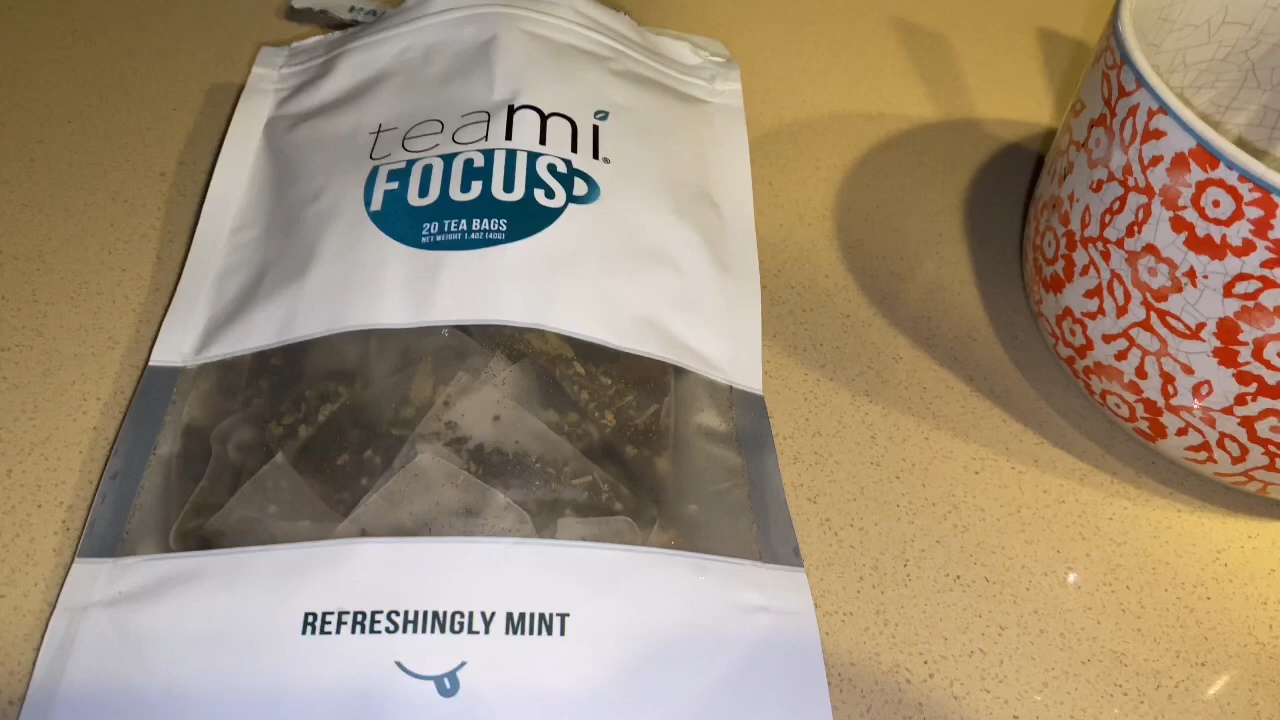 teami®
FOCUS
20 TEA BAGS
NET WEIGHT 1.4OZ (40G)
REFRESHINGLY MINT